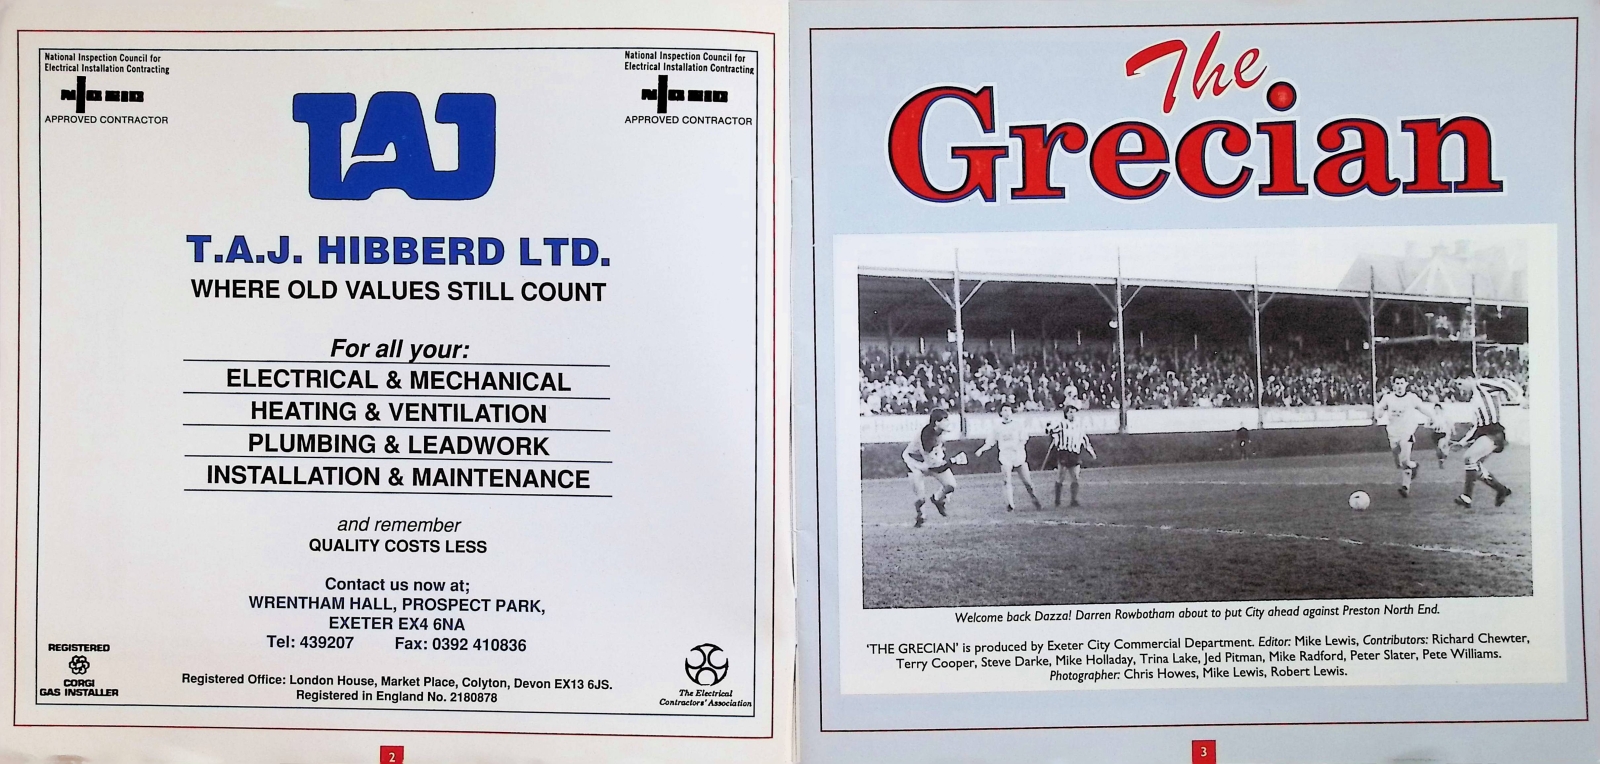 National Inspection Council for
Electrical Installation Contracting
NICEIC
APPROVED CONTRACTOR
National Inspection Council for
Electrical Installation Contracting
NICEIC
APPROVED CONTRACTOR
TAJ
T.A.J. HIBBERD LTD.
WHERE OLD VALUES STILL COUNT
For all your:
ELECTRICAL & MECHANICAL
HEATING & VENTILATION
PLUMBING & LEADWORK
INSTALLATION & MAINTENANCE
and remember
QUALITY COSTS LESS
Contact us now at;
WRENTHAM HALL, PROSPECT PARK,
EXETER EX4 6NA
Tel: 439207 Fax: 0392 410836
REGISTERED
CORGI
GAS INSTALLER
Registered Office: London House, Market Place, Colyton, Devon EX13 6JS.
Registered in England No. 2180878
The Electrical
Contractors' Association
2
The
Grecian
Welcome back Dazza! Darren Rowbotham about to put City ahead against Preston North End.
'THE GRECIAN' is produced by Exeter City Commercial Department. Editor: Mike Lewis, Contributors: Richard Chewter,
Terry Cooper, Steve Darke, Mike Holladay, Trina Lake, Jed Pitman, Mike Radford, Peter Slater, Pete Williams.
Photographer: Chris Howes, Mike Lewis, Robert Lewis.
3